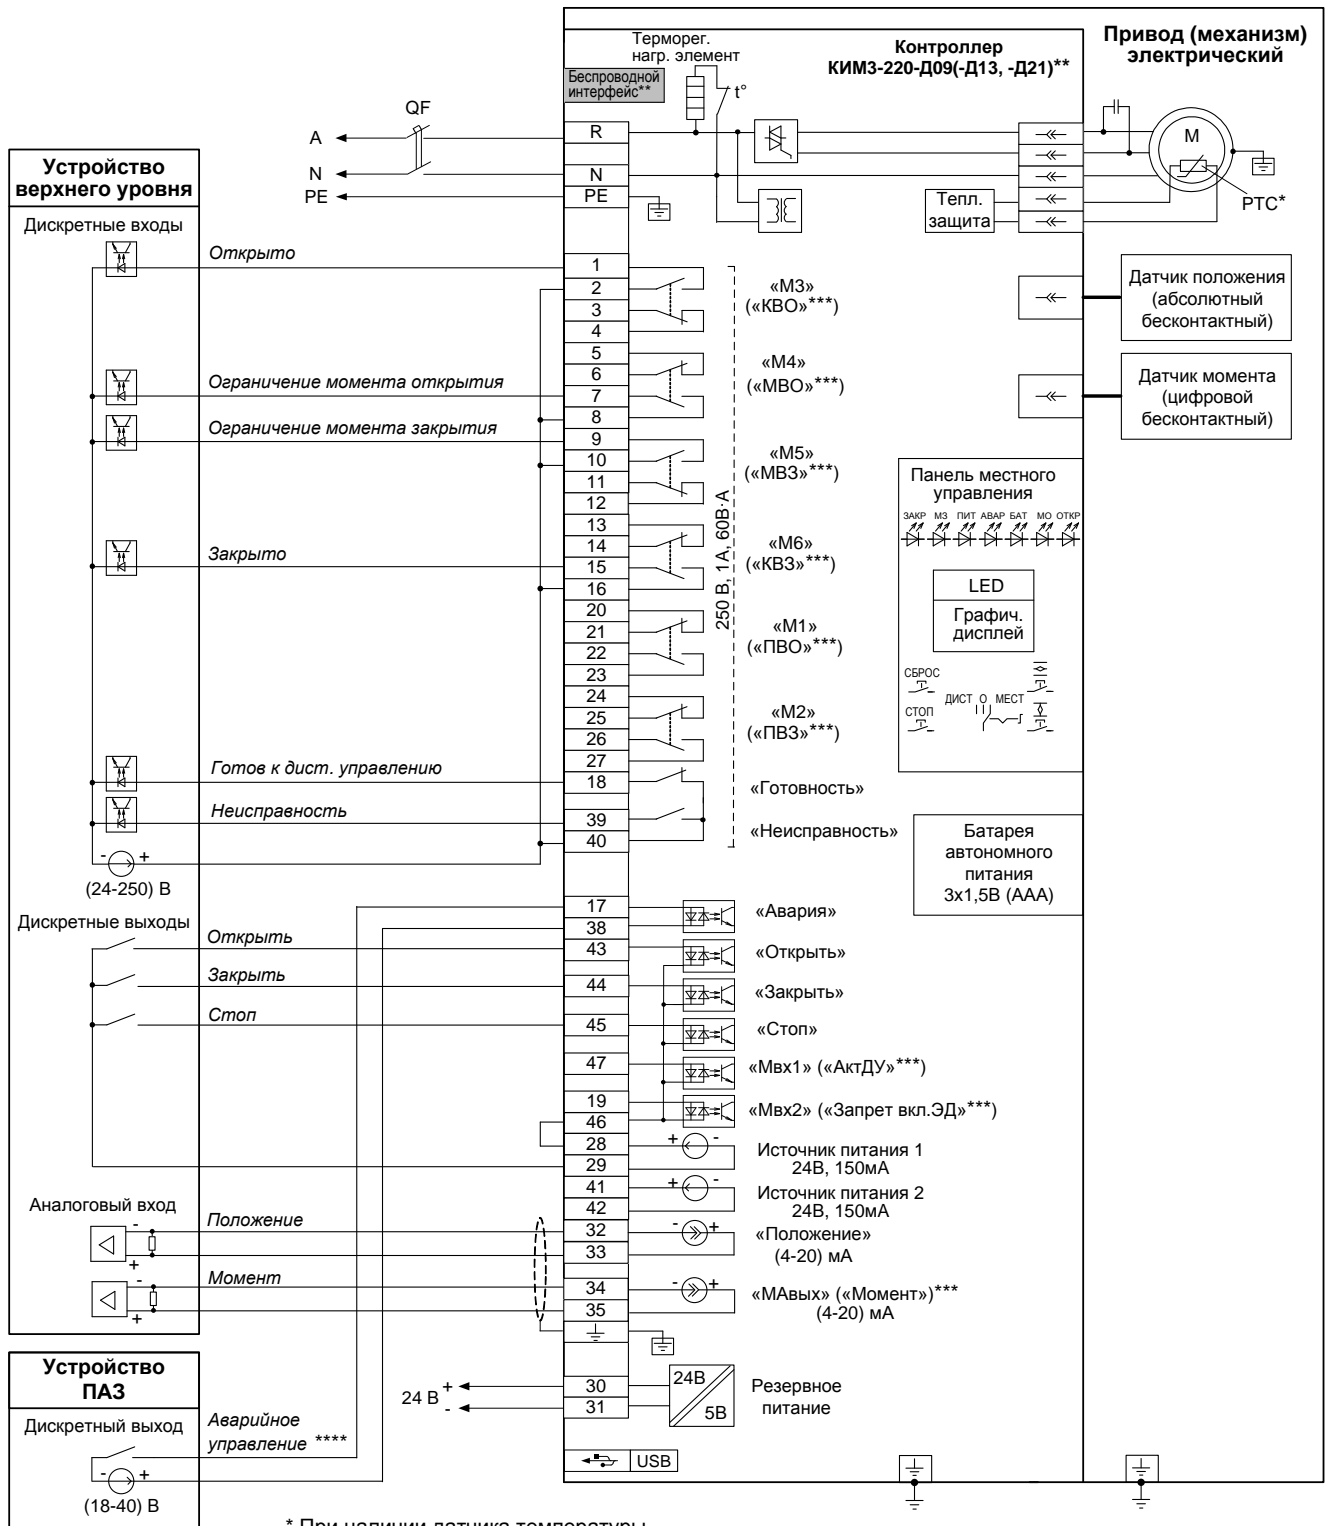 Привод (механизм)
электрический
Контроллер
КИМ3-220-Д09(-Д13, -Д21)**
Терморег.
нагр. элемент
Беспроводной
интерфейс**
t°
QF
A
N
PE
R
N
PE
M
PTC*
Тепл.
защита
Устройство
верхнего уровня
Дискретные входы
Открыто
Ограничение момента открытия
Ограничение момента закрытия
Закрыто
Готов к дист. управлению
Неисправность
- +
(24-250) В
1
2
3
4
5
6
7
8
9
10
11
12
13
14
15
16
20
21
22
23
24
25
26
27
18
39
40
«М3»
(«КВО»***)
«М4»
(«МВО»***)
«М5»
(«МВЗ»***)
«М6»
(«КВЗ»***)
«М1»
(«ПВО»***)
«М2»
(«ПВЗ»***)
«Готовность»
«Неисправность»
250 В, 1А, 60В·А
Датчик положения
(абсолютный
бесконтактный)
Датчик момента
(цифровой
бесконтактный)
Панель местного
управления
ЗАКР МЗ ПИТ АВАР БАТ МО ОТКР
LED
Графич.
дисплей
СБРОС
СТОП
ДИСТ О МЕСТ
Батарея
автономного
питания
3х1,5В (ААА)
Дискретные выходы
Открыть
Закрыть
Стоп
17
38
43
44
45
47
19
46
28
29
41
42
32
33
34
35
«Авария»
«Открыть»
«Закрыть»
«Стоп»
«Мвх1» («АктДУ»***)
«Мвх2» («Запрет вкл.ЭД»***)
+ -
Источник питания 1
24В, 150мА
+ -
Источник питания 2
24В, 150мА
- +
«Положение»
(4-20) мА
- +
«МАвых» («Момент»)***
(4-20) мА
Аналоговый вход
Положение
-
+
Момент
-
+
Устройство
ПАЗ
Дискретный выход
Аварийное
управление ****
- +
(18-40) В
24 В
+
-
30
31
24В
5В
Резервное
питание
USB
* При наличии датчика температуры